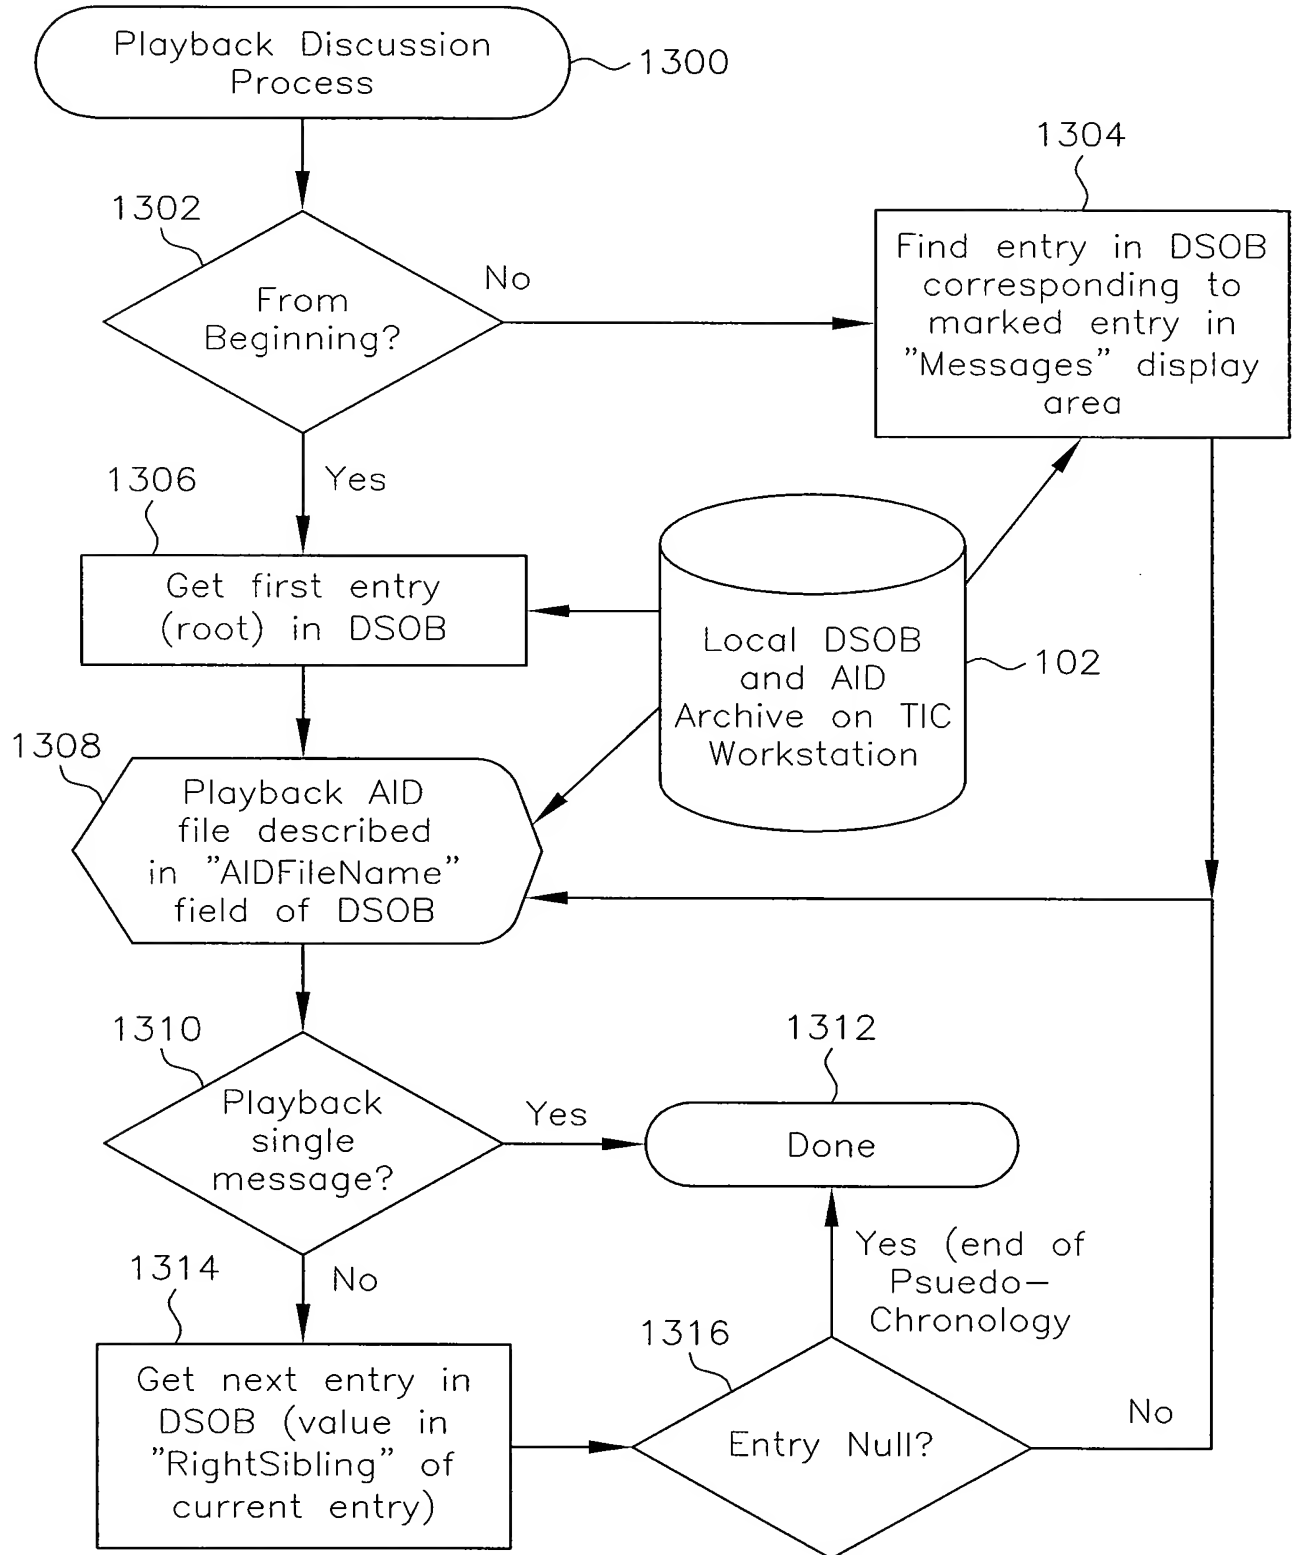 Playback Discussion
Process
1300
1304
1302
Find entry in DSOB
corresponding to
marked entry in
"Messages" display
area
No
From
Beginning?
Yes
1306
Get first entry
(root) in DSOB
Local DSOB
and AID
Archive on TIC
Workstation
102
1308
Playback AID
file described
in "AIDFileName"
field of DSOB
1310
1312
Playback
single
message?
Yes
Done
Yes (end of
Psuedo-
Chronology
1314
No
1316
Get next entry in
DSOB (value in
"RightSibling" of
current entry)
Entry Null?
No